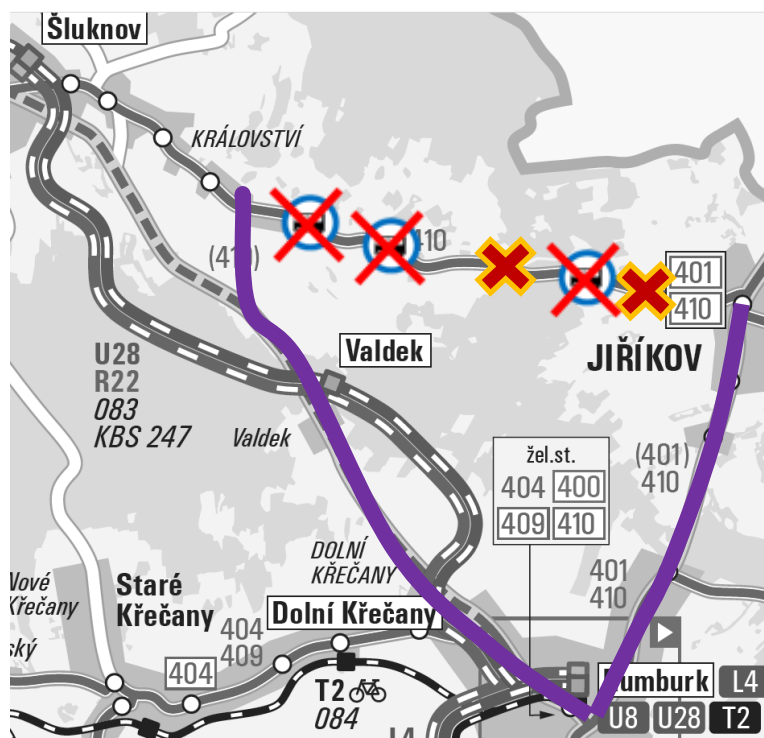 Šluknov
KRÁLOVSTVÍ
410
401
410
JIŘÍKOV
U28
R22
083
KBS 247
Valdek
Valdek
žel.st.
404 400
409 410
(401)
410
DOLNÍ
KŘEČANY
401
410
Staré
Křečany
404
409
Dolní Křečany
404
T2
084
L4
Rumburk
L4
U8 U28 T2
Křečany